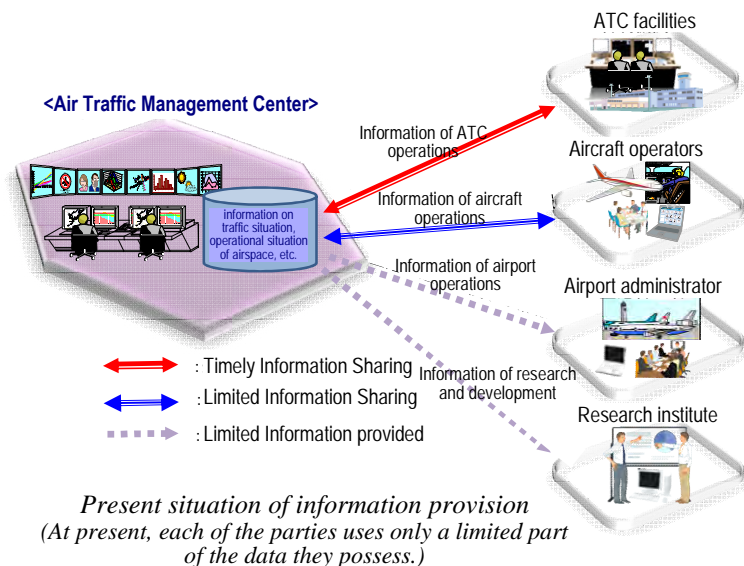 ATC facilities
<Air Traffic Management Center>
Information of ATC
operations
Aircraft operators
Information of aircraft
operations
information on
traffic situation,
operational situation
of airspace, etc.
Information of airport
operations
Airport administrator
: Timely Information Sharing
Information of research
and development
: Limited Information Sharing
Research institute
: Limited Information provided
Present situation of information provision
(At present, each of the parties uses only a limited part
of the data they possess.)